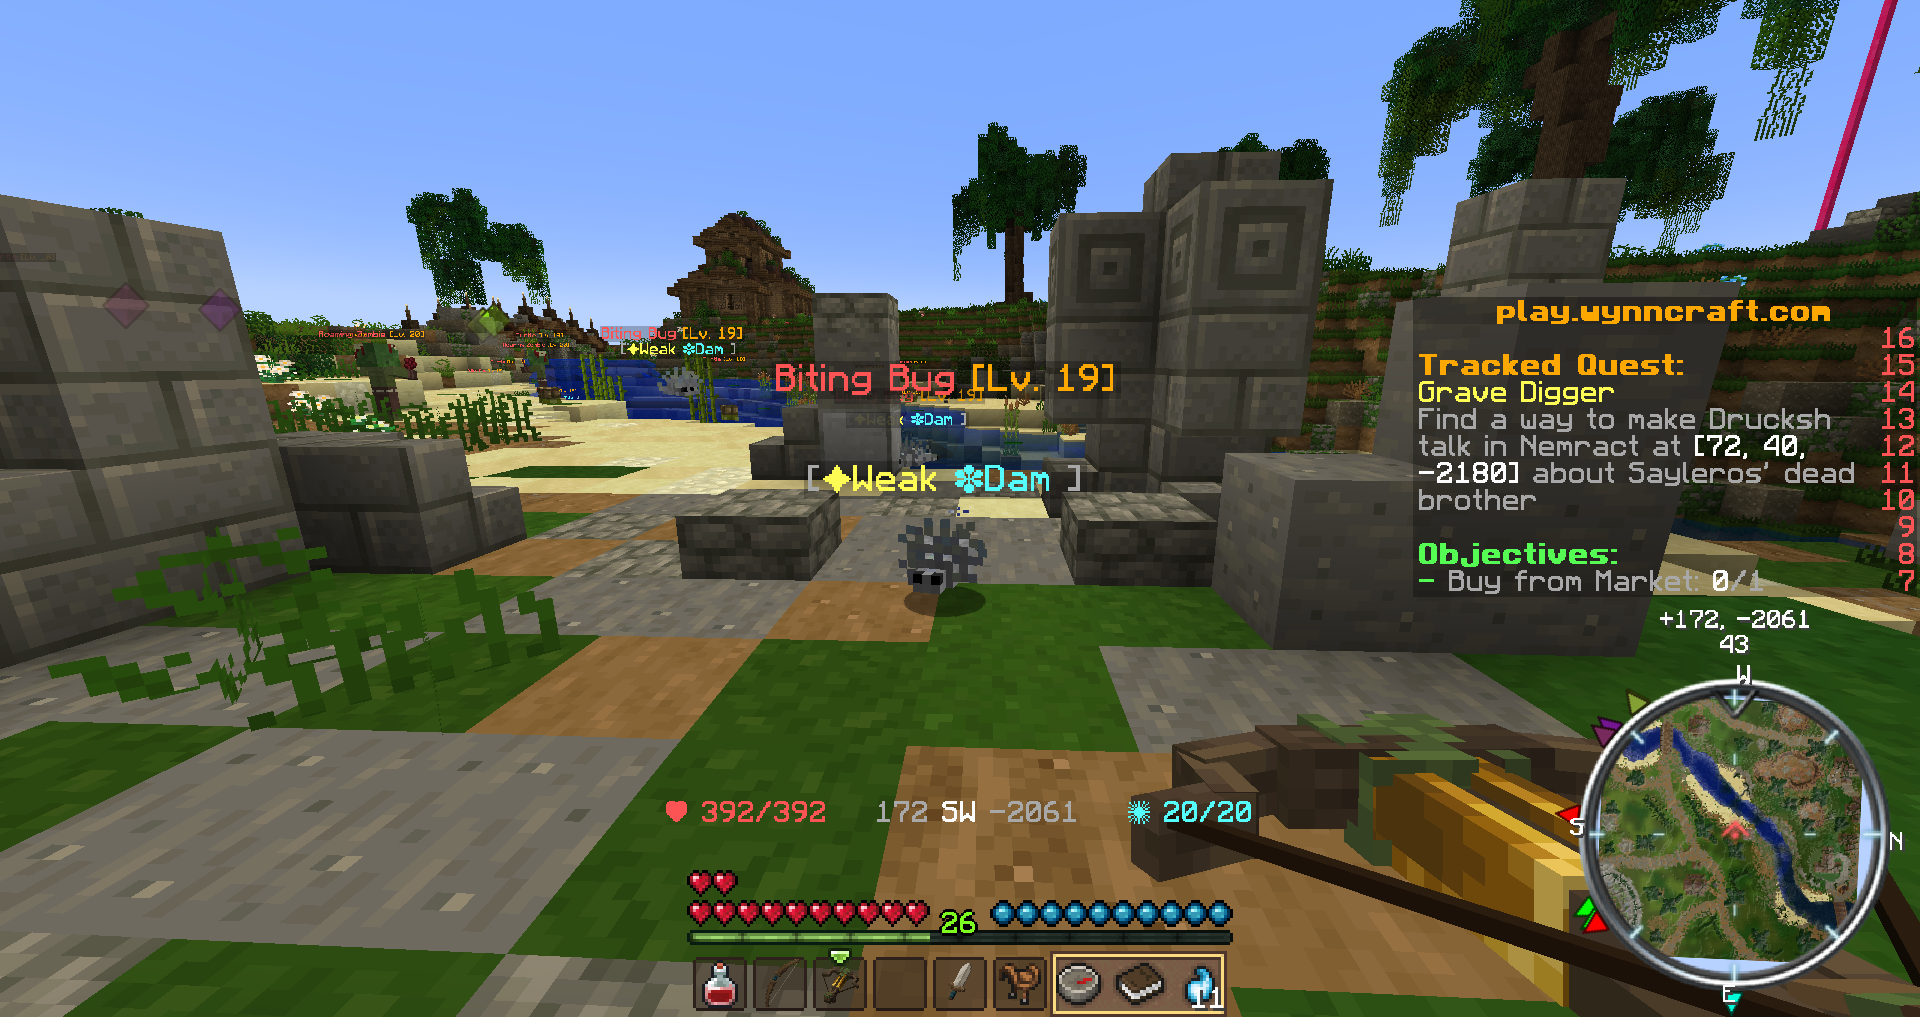 Biting Bug [Lv. 19]
[✦Weak ❇Dam ]
Biting Bug [Lv. 19]
❇Dam ]
[✦Weak ❇Dam ]
play.wynncraft.com
Tracked Quest:
Grave Digger
Find a way to make Drucksh
talk in Nemract at [72, 40,
-2180] about Sayleros' dead
brother
Objectives:
- Buy from Market: 0/1
16
15
14
13
12
11
10
9
8
7
+172, -2061
43
W
S
N
E
392/392
172 SW -2061
20/20
26
11